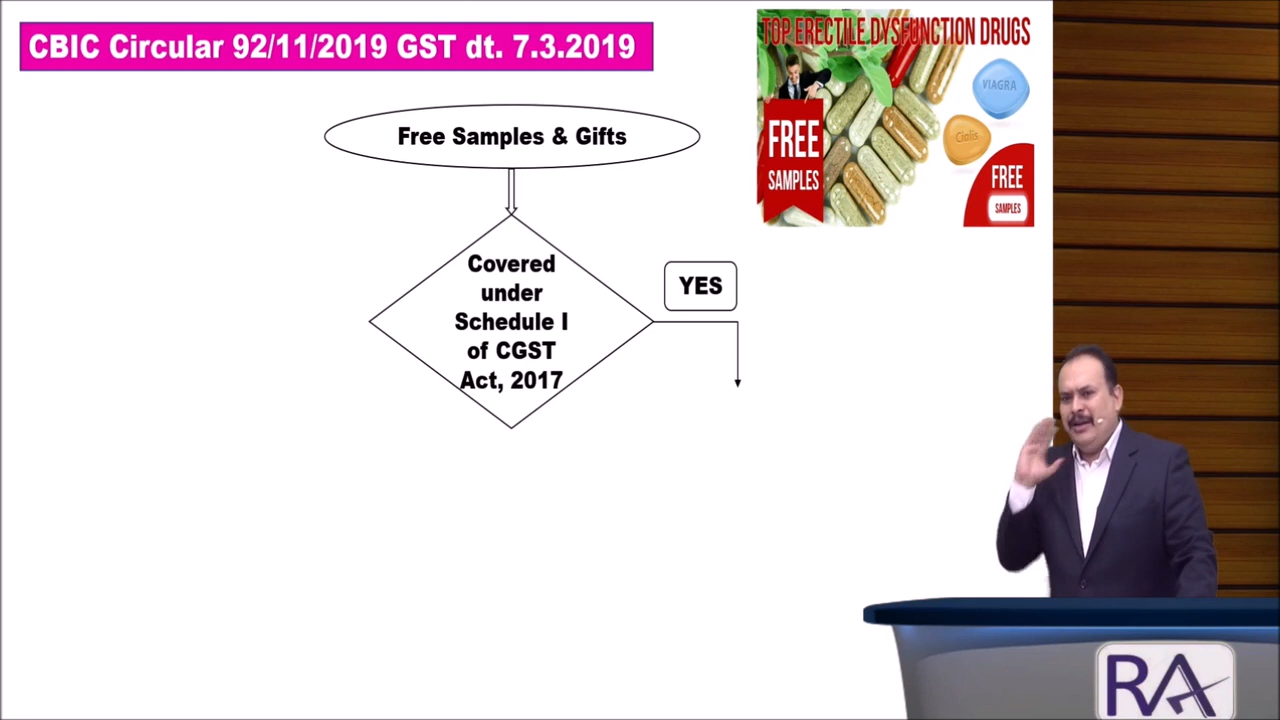 CBIC Circular 92/11/2019 GST dt. 7.3.2019
TOP ERECTILE DYSFUNCTION DRUGS
VIAGRA
Cialis
FREE
SAMPLES
FREE
SAMPLES
Free Samples & Gifts
Covered
under
Schedule I
of CGST
Act, 2017
YES
RA